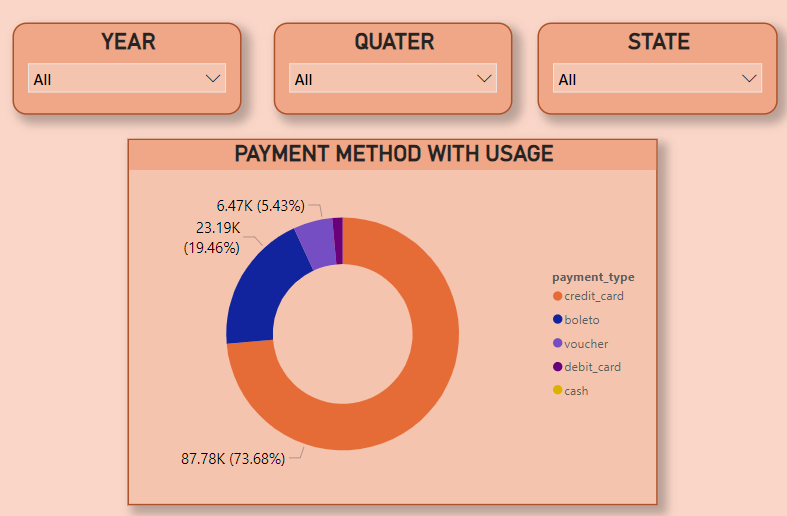 YEAR
QUATER
STATE
All
All
All
PAYMENT METHOD WITH USAGE
6.47K (5.43%)
23.19K
(19.46%)
87.78K (73.68%)
payment_type
credit_card
boleto
voucher
debit_card
cash